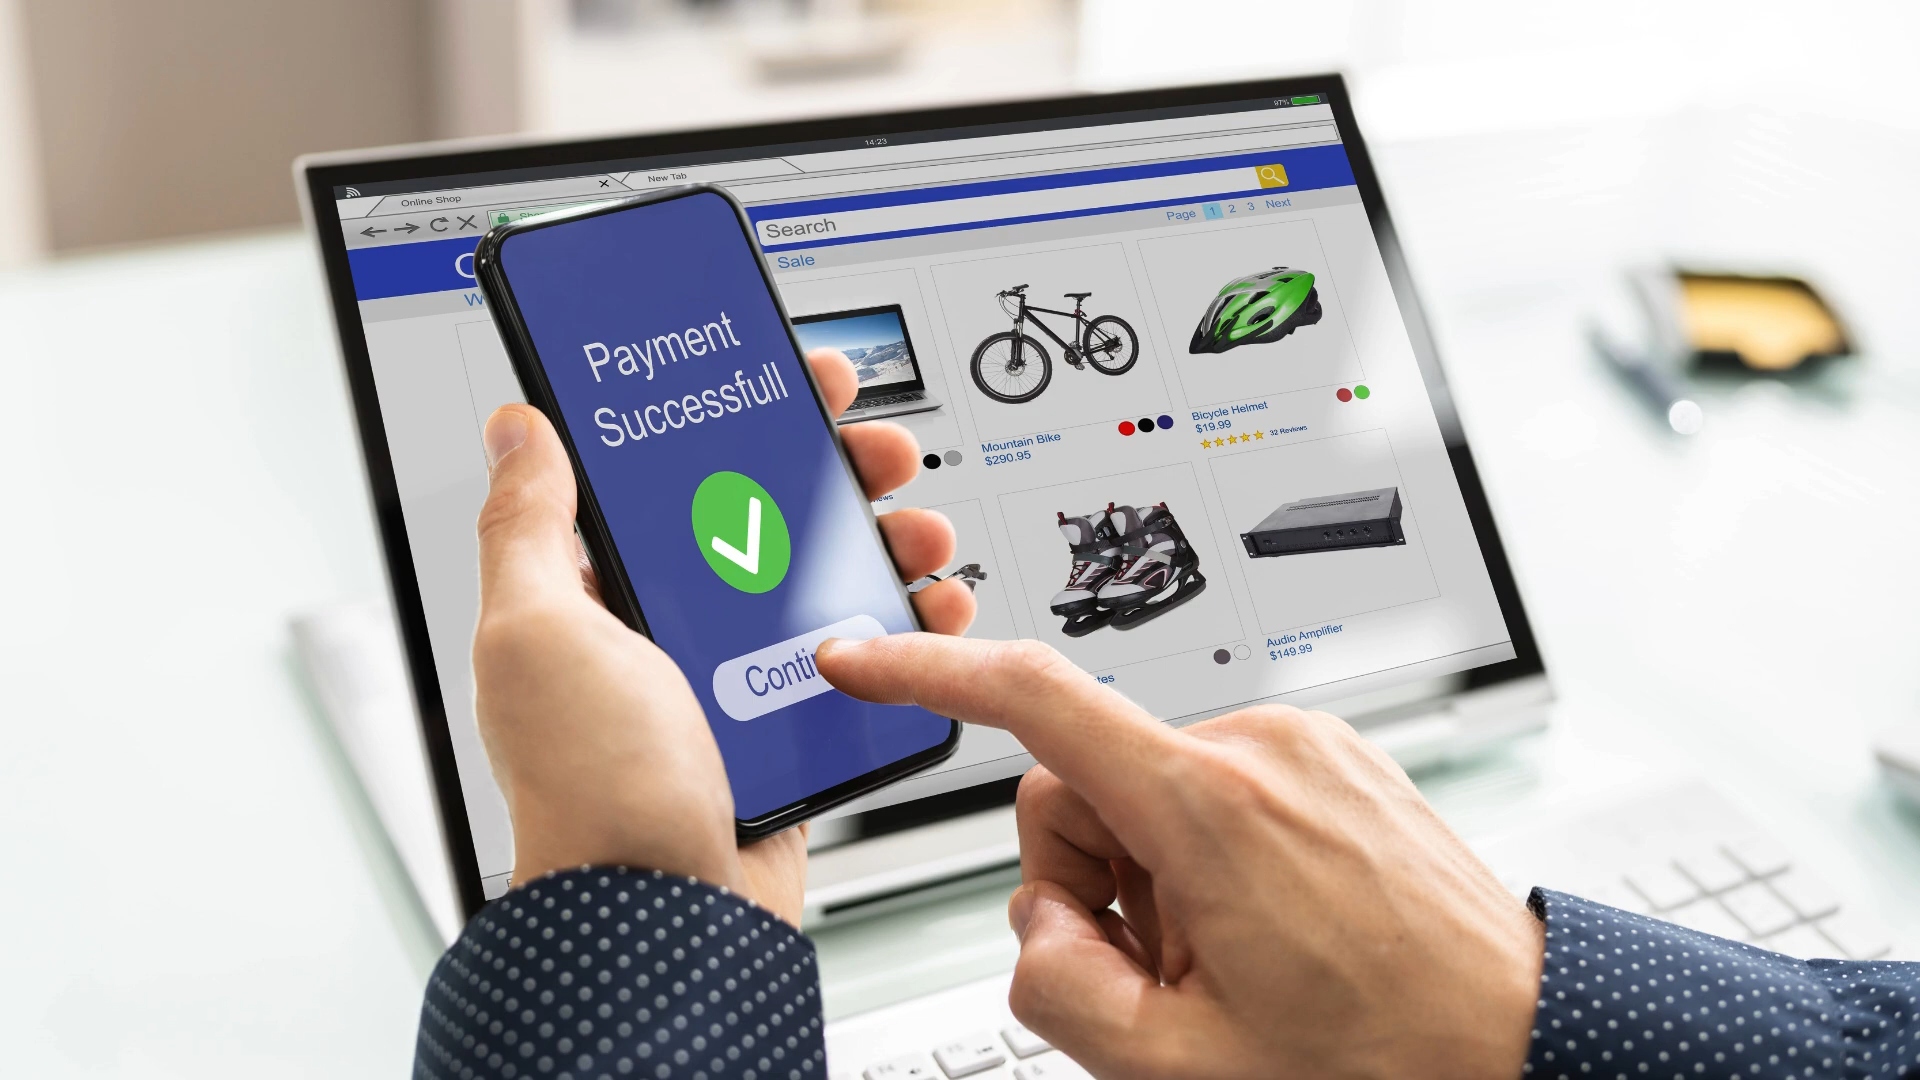 14:23
97%
Online Shop
New Tab
Search
Page 1 2 3 Next
Sale
Payment
Successfull
Mountain Bike
$290.95
Bicycle Helmet
$19.99
32 Reviews
Audio Amplifier
$149.99